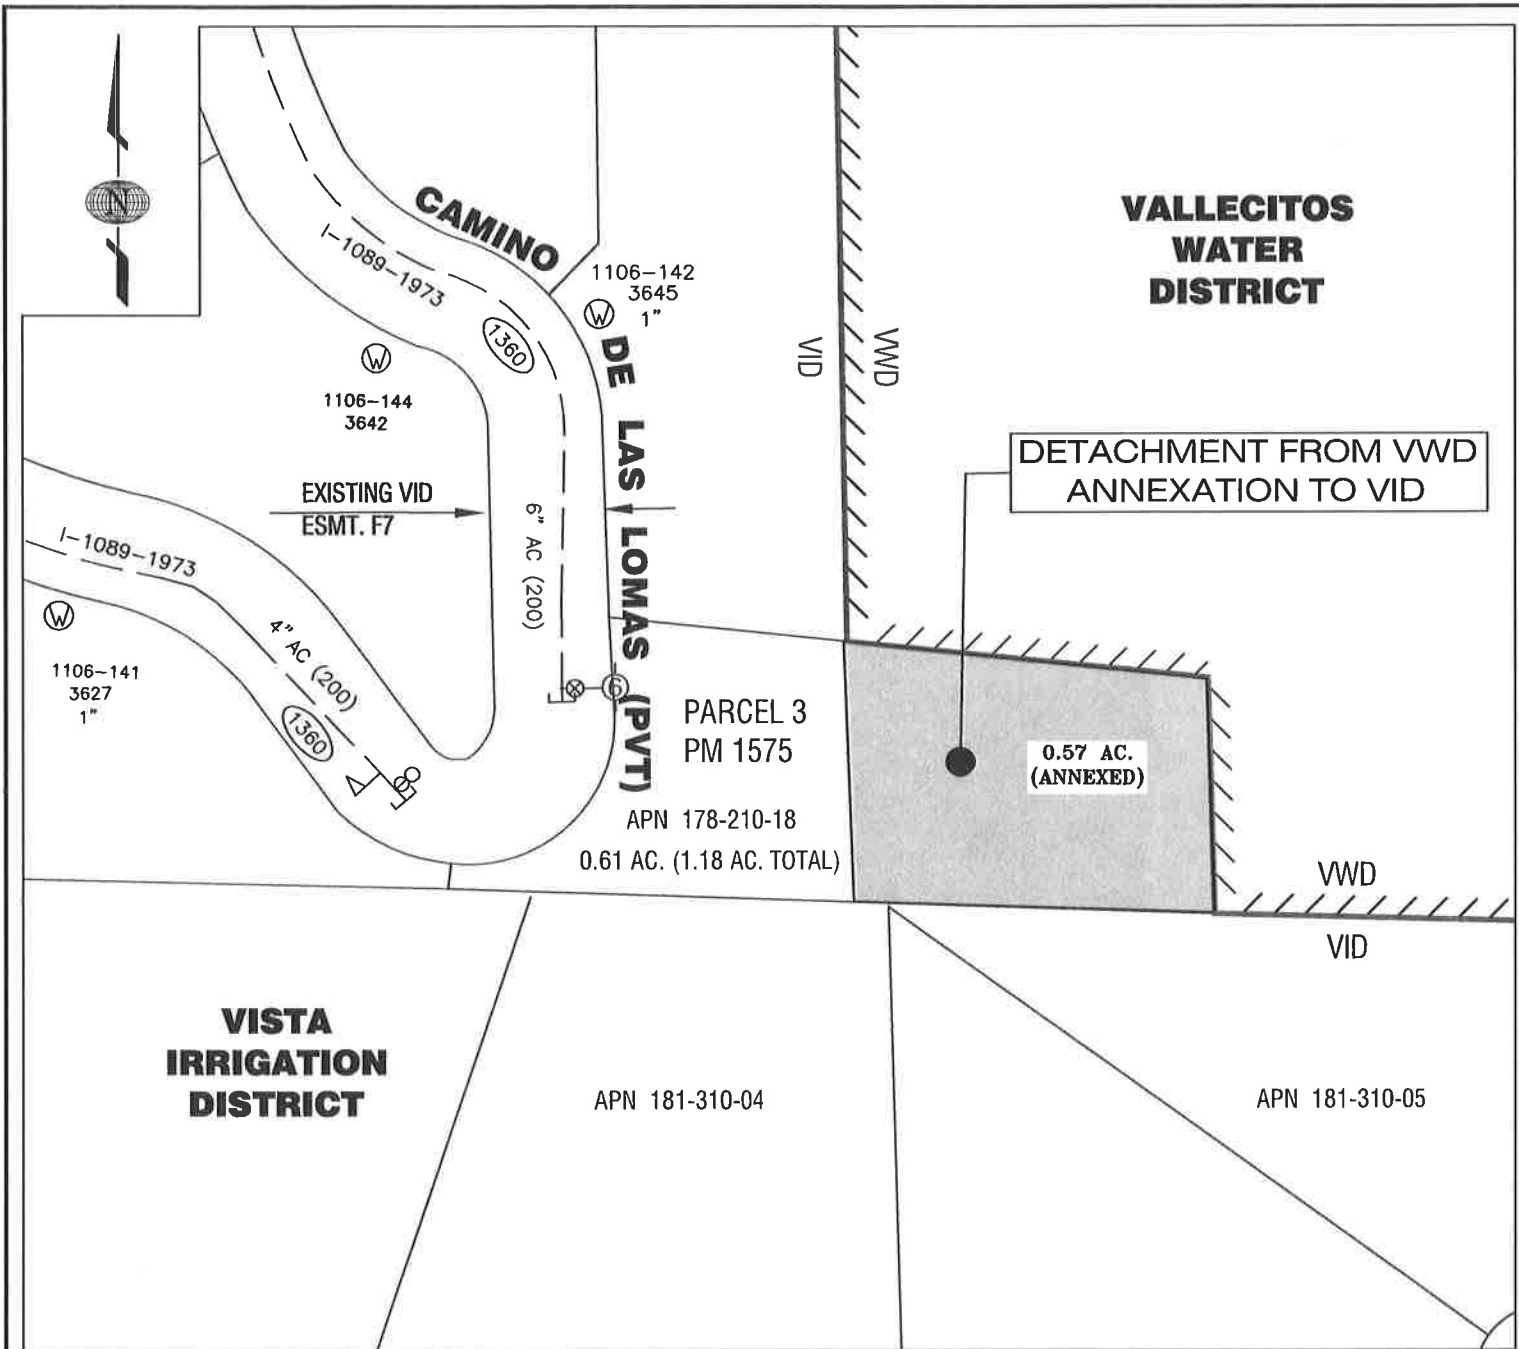 N
CAMINO
DE LAS LOMAS (PVT)
I-1089-1973
1360
1106-142
3645
1"
W
W
1106-144
3642
VID
VWD
VALLECITOS
WATER
DISTRICT
DETACHMENT FROM VWD
ANNEXATION TO VID
EXISTING VID
ESMT. F7
6" AC (200)
I-1089-1973
W
1106-141
3627
1"
4" AC (200)
1360
6
PARCEL 3
PM 1575
0.57 AC.
(ANNEXED)
APN 178-210-18
0.61 AC. (1.18 AC. TOTAL)
VWD
VID
VISTA
IRRIGATION
DISTRICT
APN 181-310-04
APN 181-310-05